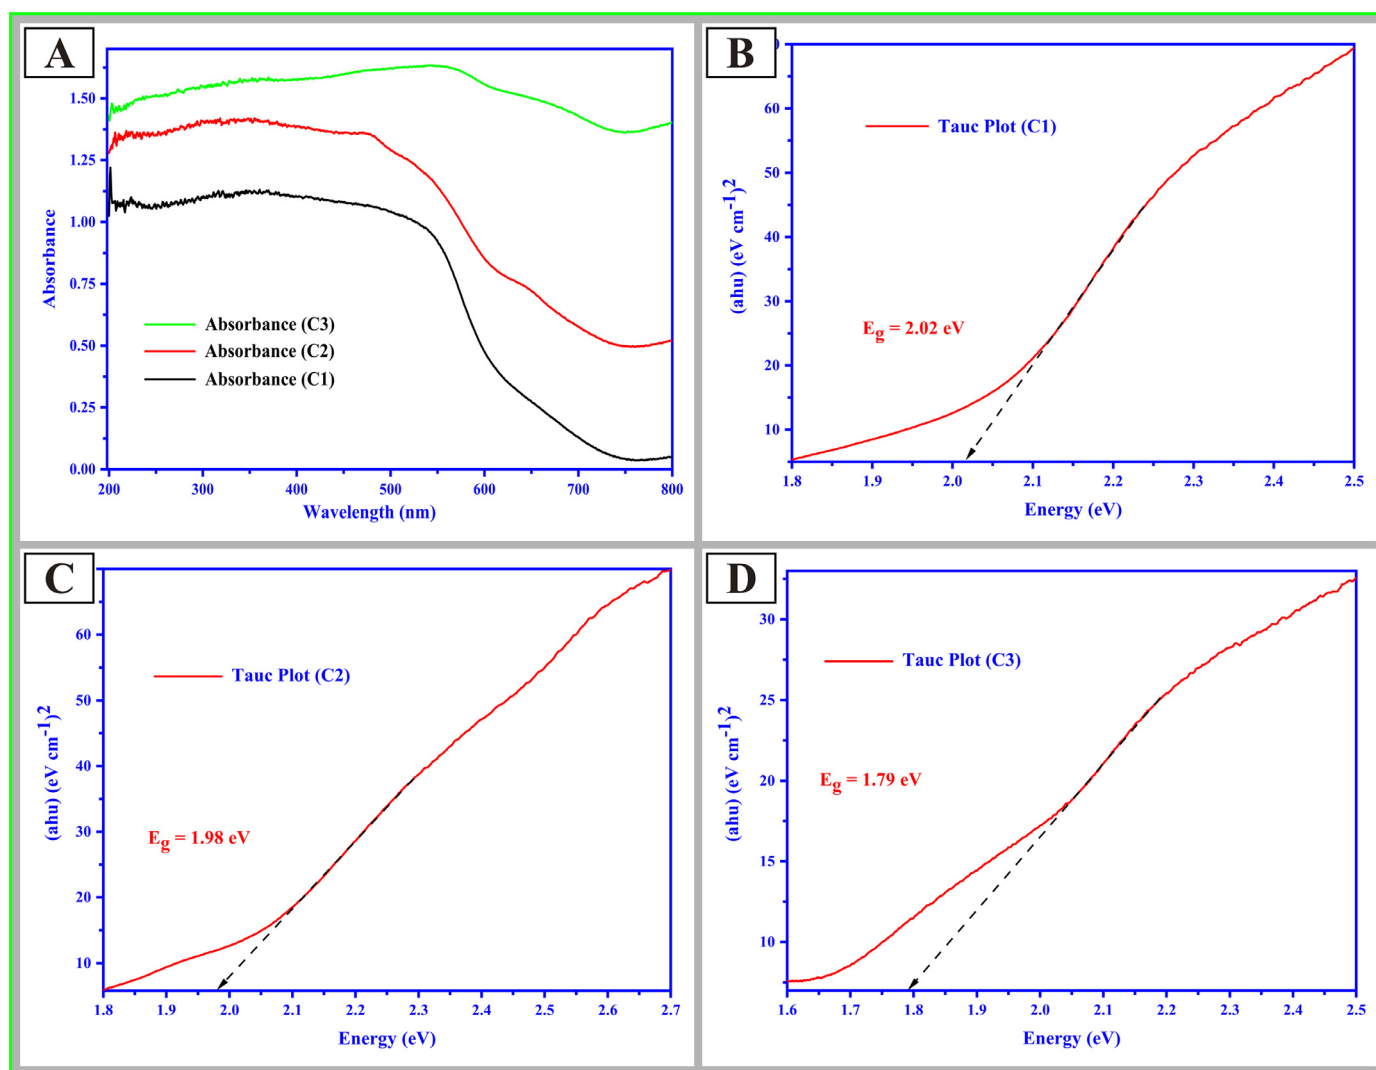 A
1.50
1.25
1.00
0.75
0.50
0.25
0.00
Absorbance
Absorbance (C3)
Absorbance (C2)
Absorbance (C1)
200 300 400 500 600 700 800
Wavelength (nm)
B
60
50
40
30
20
10
(ahu) (eV cm-1)2
Tauc Plot (C1)
Eg = 2.02 eV
1.8 1.9 2.0 2.1 2.2 2.3 2.4 2.5
Energy (eV)
C
60
50
40
30
20
10
(ahu) (eV cm-1)2
Tauc Plot (C2)
Eg = 1.98 eV
1.8 1.9 2.0 2.1 2.2 2.3 2.4 2.5 2.6 2.7
Energy (eV)
D
30
25
20
15
10
(ahu) (eV cm-1)2
Tauc Plot (C3)
Eg = 1.79 eV
1.6 1.7 1.8 1.9 2.0 2.1 2.2 2.3 2.4 2.5
Energy (eV)